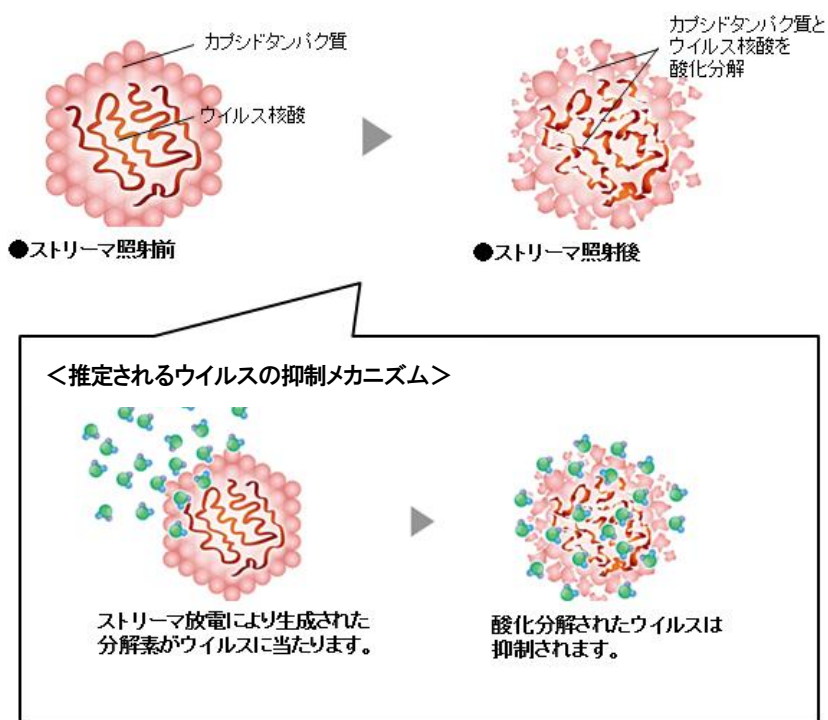 カプシドタンパク質
ウイルス核酸
カプシドタンパク質と
ウイルス核酸を
酸化分解
●ストリーマ照射前
●ストリーマ照射後
＜推定されるウイルスの抑制メカニズム＞
ストリーマ放電により生成された
分解素がウイルスに当たります。
酸化分解されたウイルスは
抑制されます。